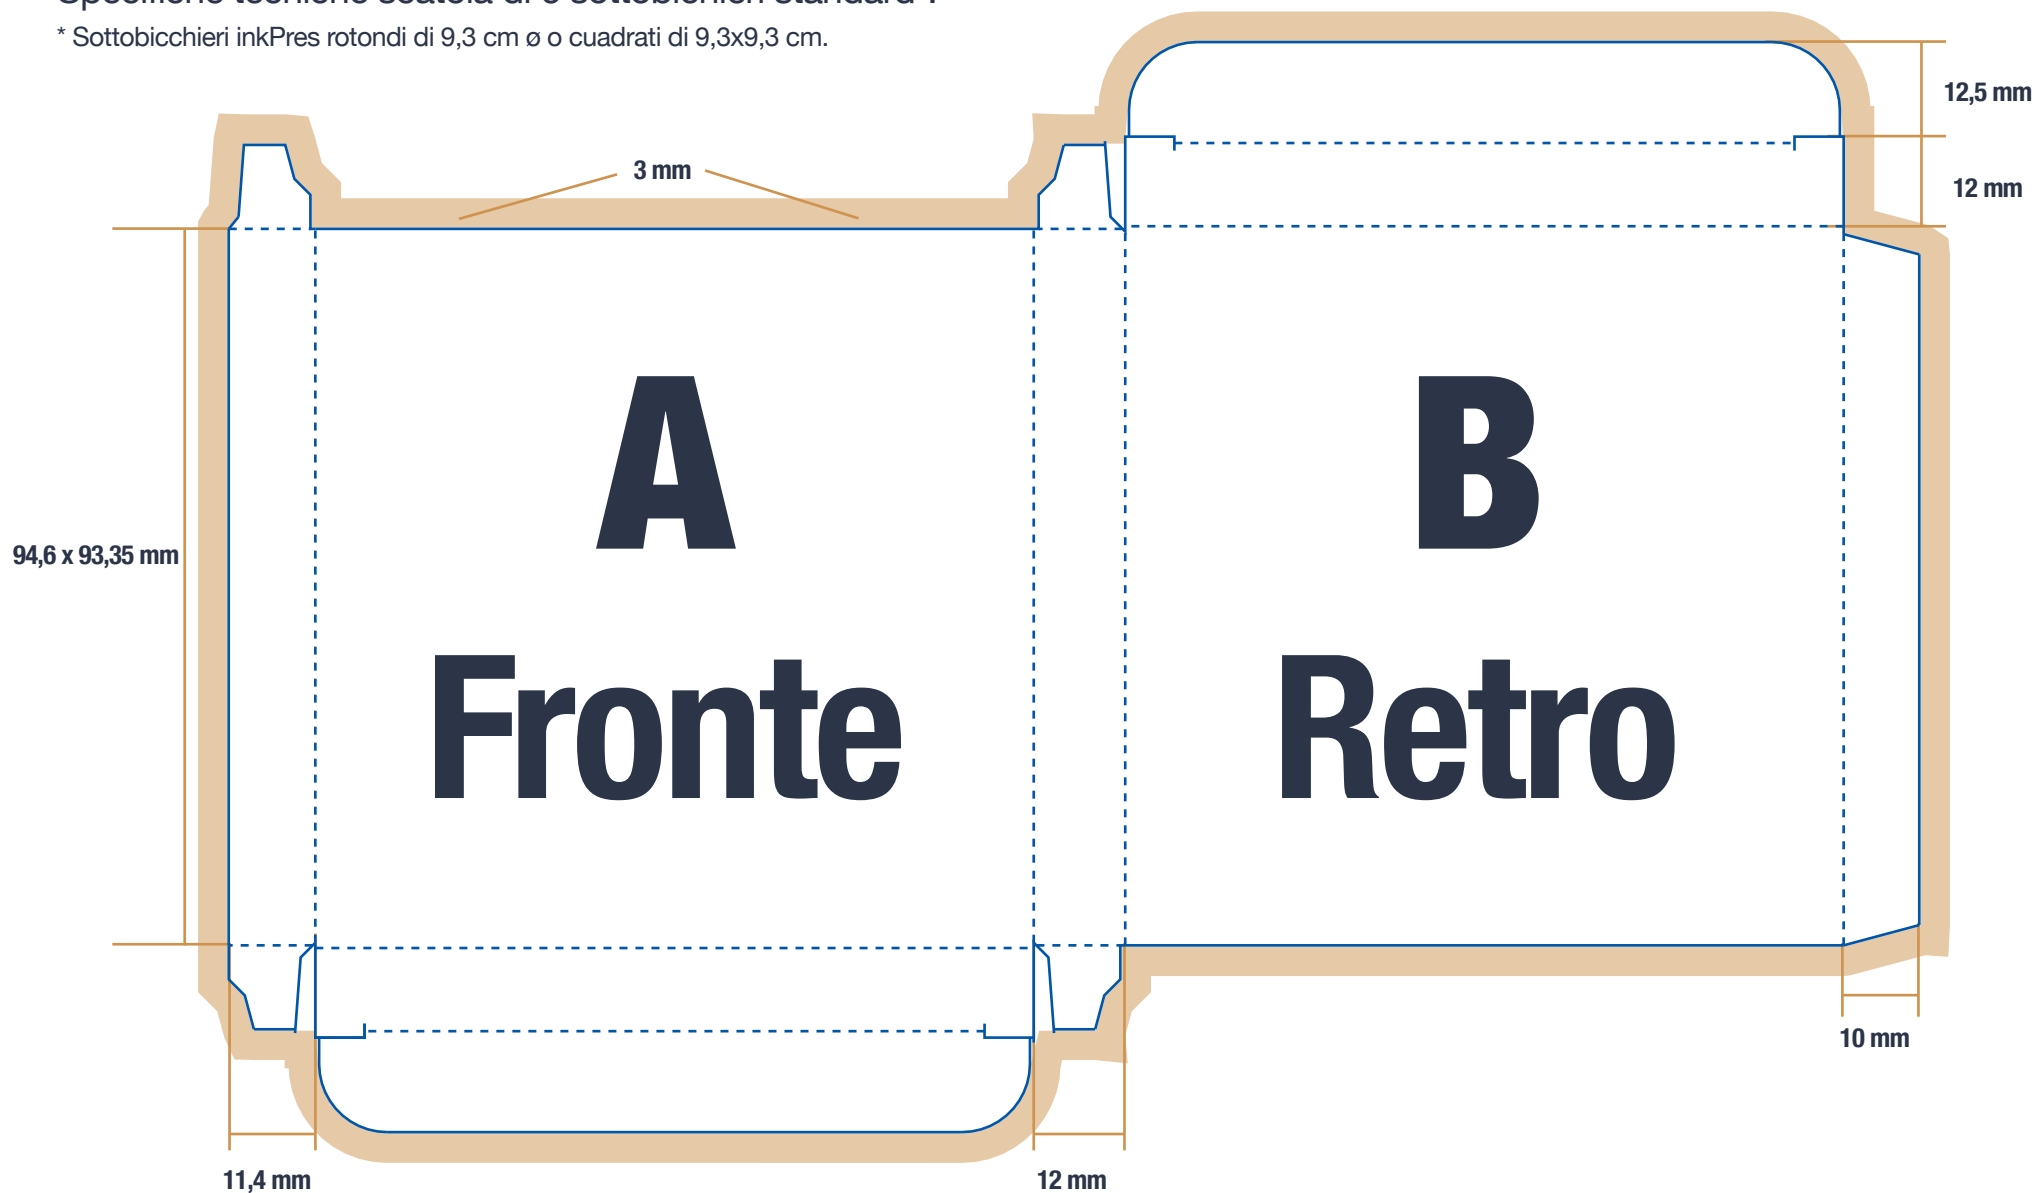 * Sottobicchieri inkPres rotondi di 9,3 cm ø o cuadrati di 9,3x9,3 cm.
12,5 mm
3 mm
12 mm
A
B
94,6 x 93,35 mm
Fronte
Retro
10 mm
11,4 mm
12 mm